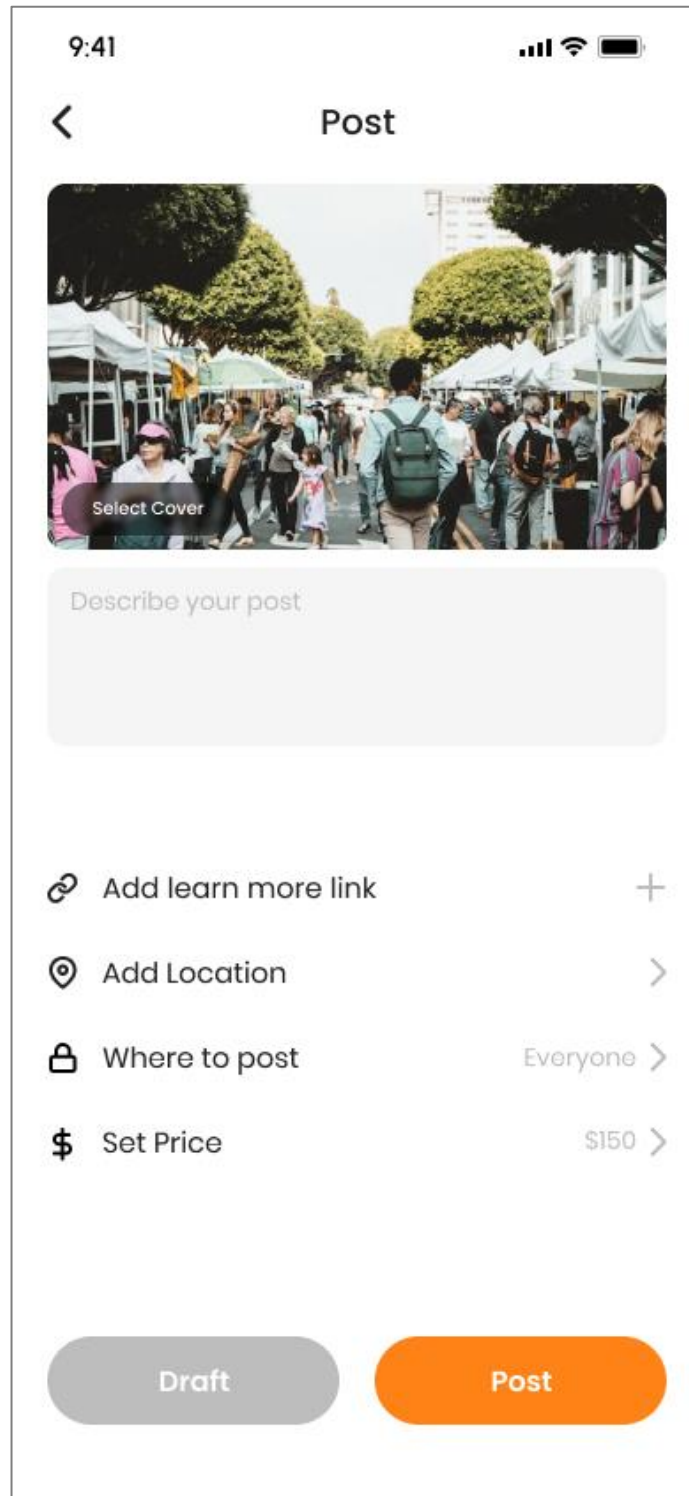 9:41
Post
Select Cover
Describe your post
Add learn more link
Add Location
Where to post Everyone
Set Price $150
Draft Post